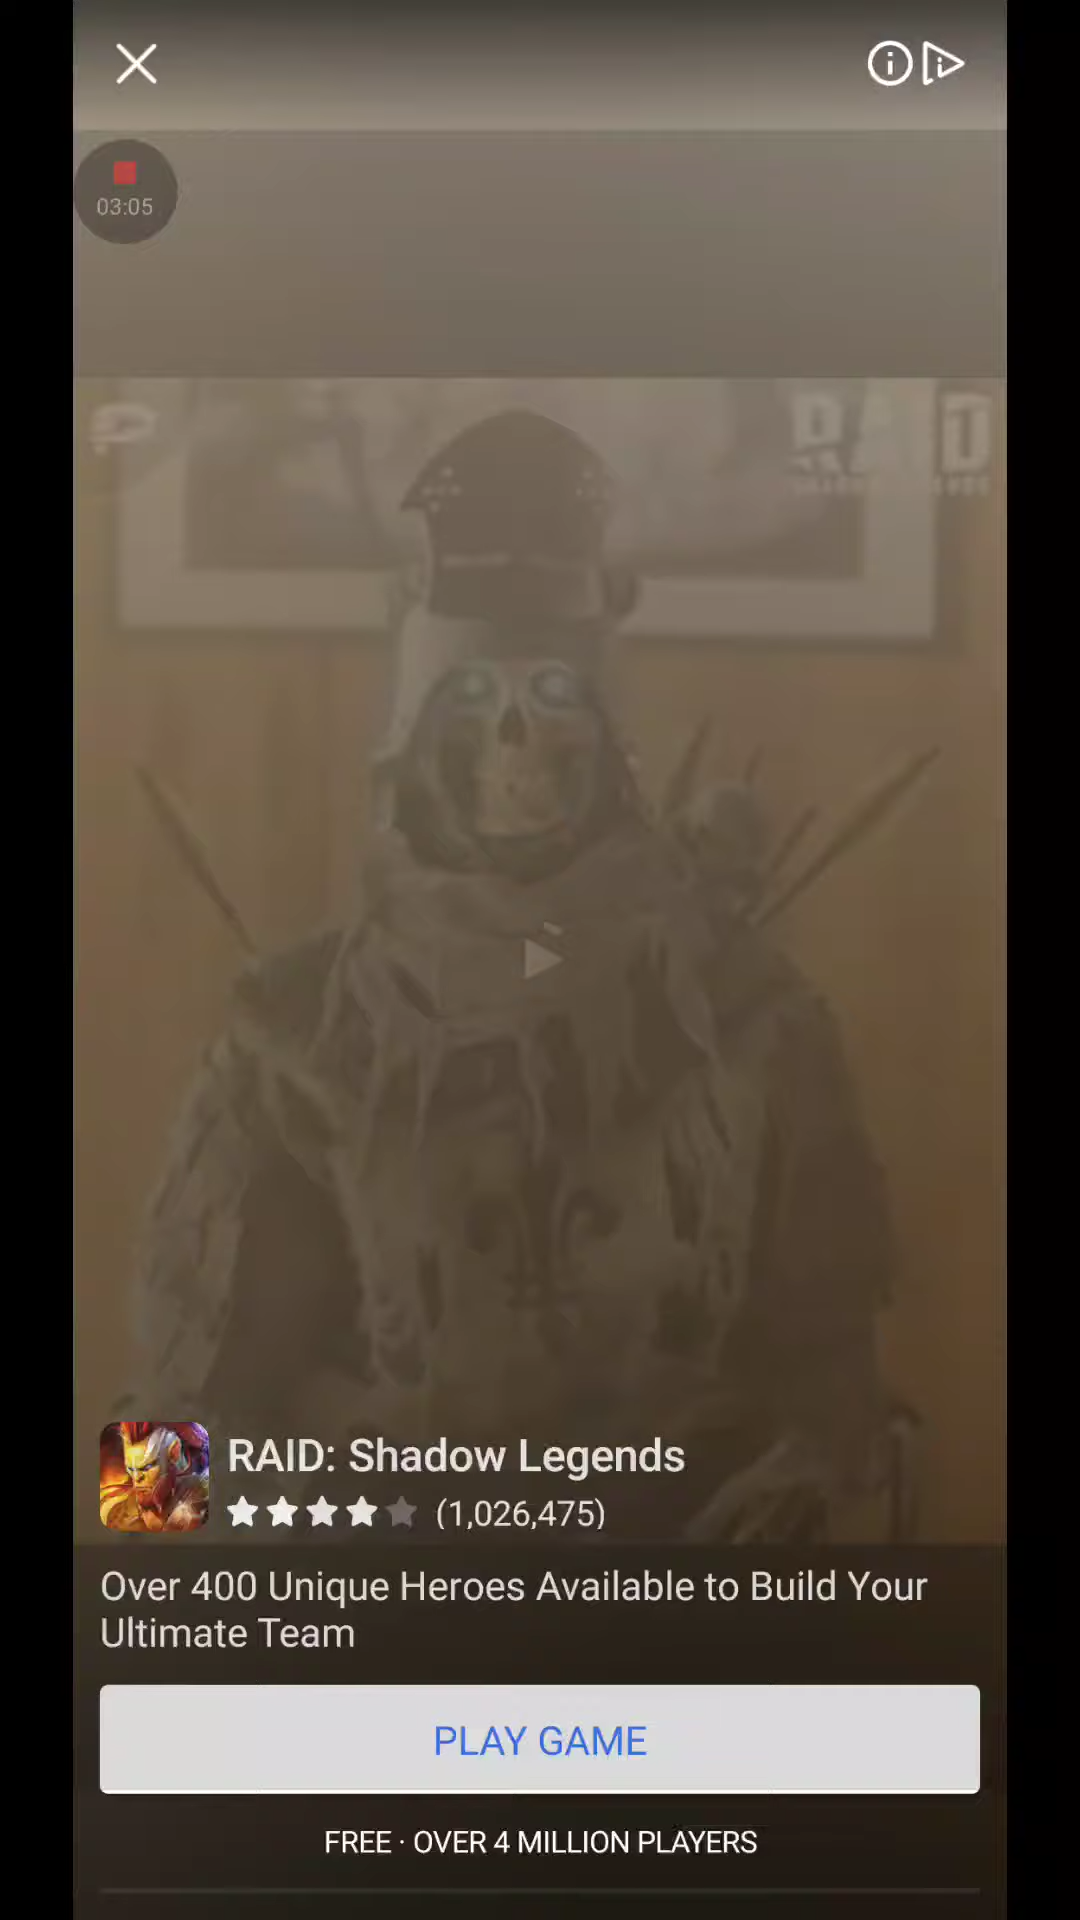 03:05
RAID
RAID: Shadow Legends
(1,026,475)
Over 400 Unique Heroes Available to Build Your
Ultimate Team
PLAY GAME
FREE · OVER 4 MILLION PLAYERS